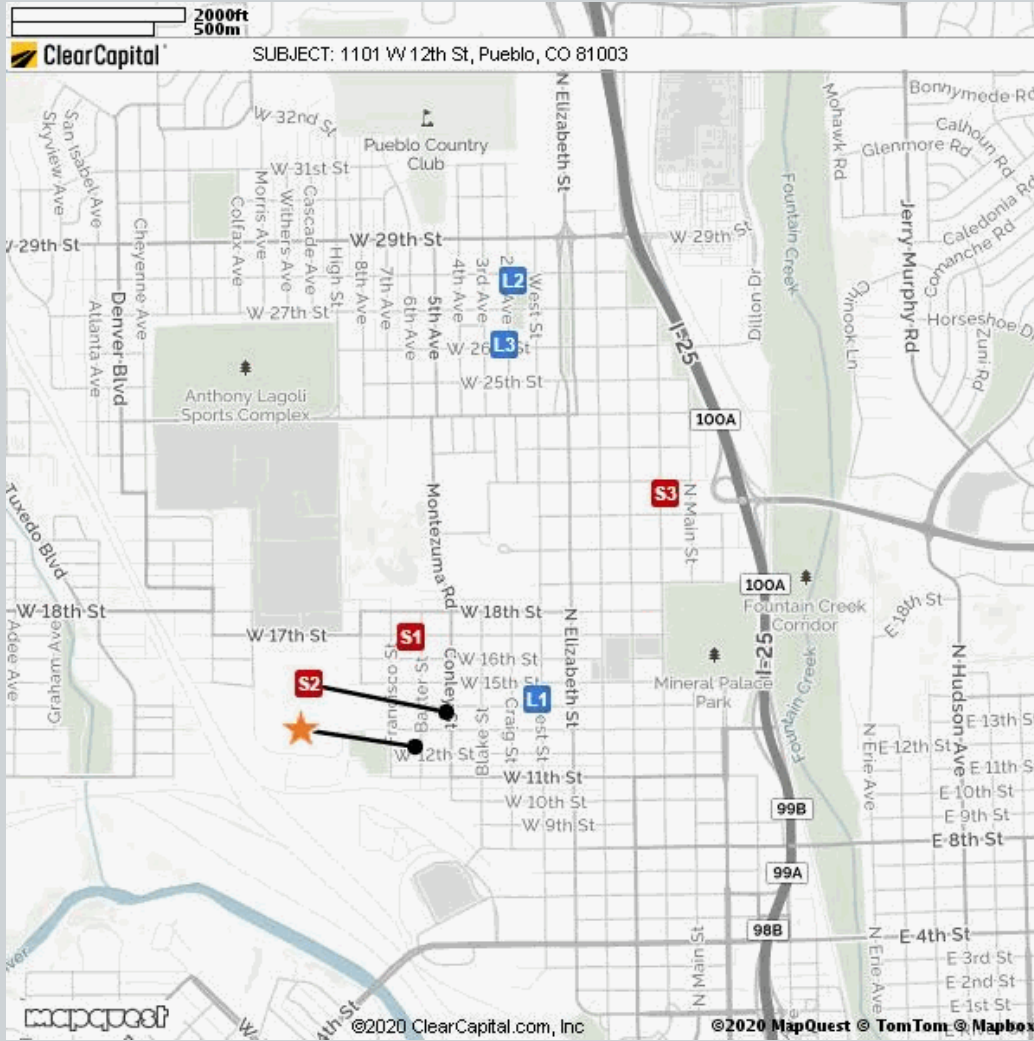 2000ft
500m
ClearCapital
SUBJECT: 1101 W 12th St, Pueblo, CO 81003
W 32nd St
Pueblo Country
Club
N Elizabeth St
Mohawk Rd
Bonnymede Rd
Calhoun Rd
Glenmore Rd
San Isabel Ave
Skyview Ave
W 31st St
Fountain Creek
Caledonia Rd
Comanche Rd
Jerry Murphy Rd
Morris Ave
Withers Ave
Cascade Ave
Colfax Ave
Cheyenne Ave
W 29th St
W 29th St
W 29th St
High St
8th Ave
7th Ave
6th Ave
5th Ave
4th Ave
3rd Ave
L2
West St
Dillon Dr
Chinook Ln
Horseshoe Dr
Zuni Rd
Denver Blvd
Atlanta Ave
W 27th St
L3
W 25th St
I-25
Anthony Lagoli
Sports Complex
100A
Tuxedo Blvd
Montezuma Rd
S3
N Main St
100A
Fountain Creek
Corridor
E 18th St
W 18th St
W 18th St
Adee Ave
Graham Ave
W 17th St
S1
N Elizabeth St
I-25
N Hudson Ave
Francisco St
Conley St
W 16th St
W 15th St
S2
L1
Mineral Palace
Park
Fountain Creek
Blake St
Craig St
W 12th St
W 11th St
W 10th St
W 9th St
N Erie Ave
E 13th St
E 12th St
E 11th St
E 10th St
E 9th St
E 8th St
99B
99A
98B
N Main St
N Erie Ave
E 4th St
E 3rd St
E 2nd St
E 1st St
4th St
mapquest
©2020 ClearCapital.com, Inc
©2020 MapQuest © TomTom © Mapbox